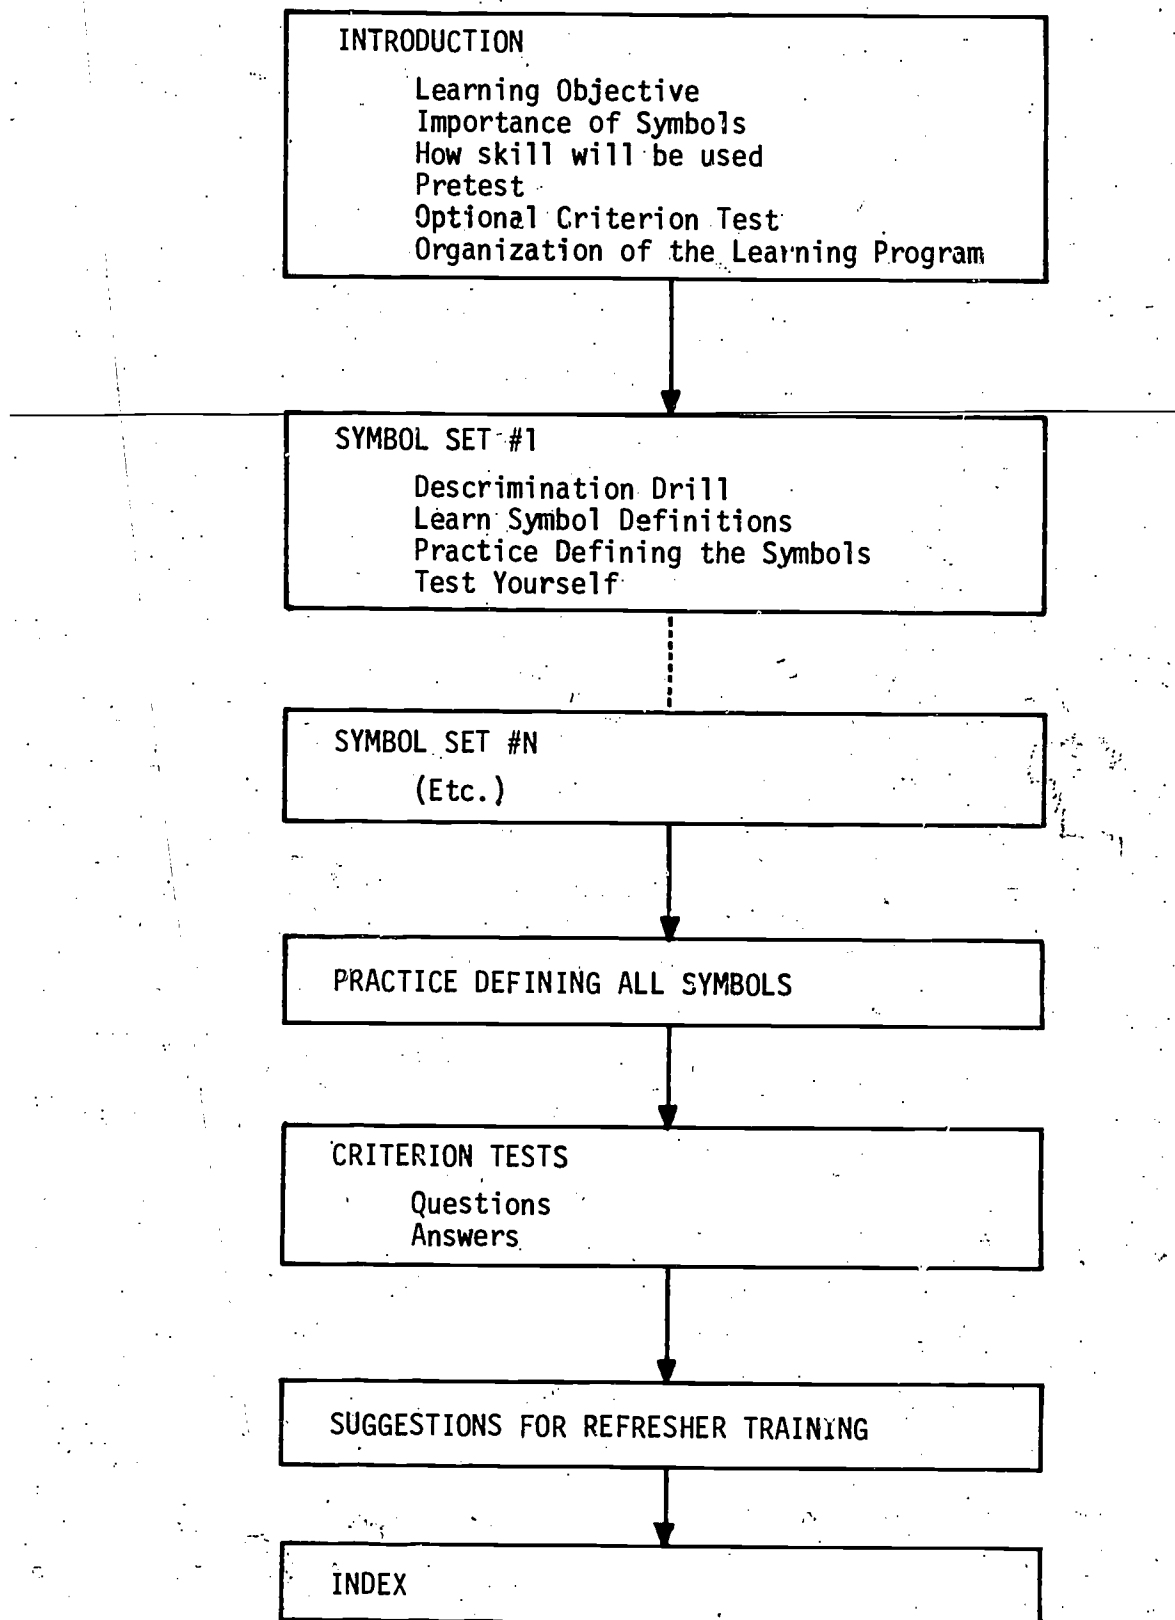 INTRODUCTION
Learning Objective
Importance of Symbols
How skill will be used
Pretest
Optional Criterion Test
Organization of the Learning Program
SYMBOL SET #1
Descrimination Drill
Learn Symbol Definitions
Practice Defining the Symbols
Test Yourself
SYMBOL SET #N
(Etc.)
PRACTICE DEFINING ALL SYMBOLS
CRITERION TESTS
Questions
Answers
SUGGESTIONS FOR REFRESHER TRAINING
INDEX